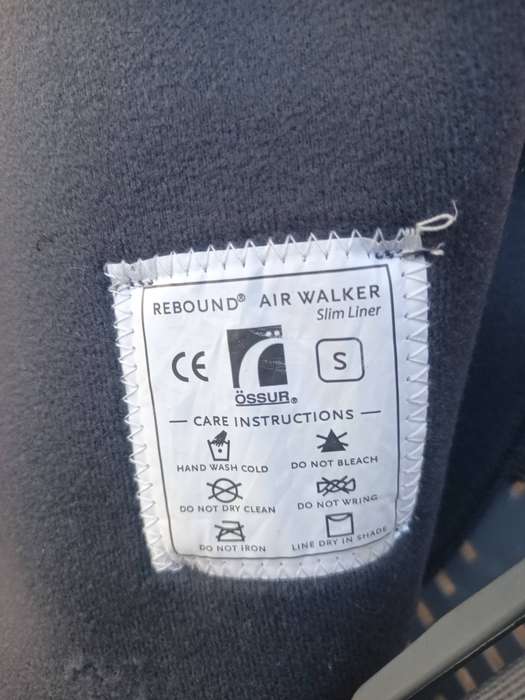 REBOUND® AIR WALKER
Slim Liner
CE
S
ÖSSUR®
— CARE INSTRUCTIONS —
HAND WASH COLD
DO NOT BLEACH
DO NOT DRY CLEAN
DO NOT WRING
DO NOT IRON
LINE DRY IN SHADE